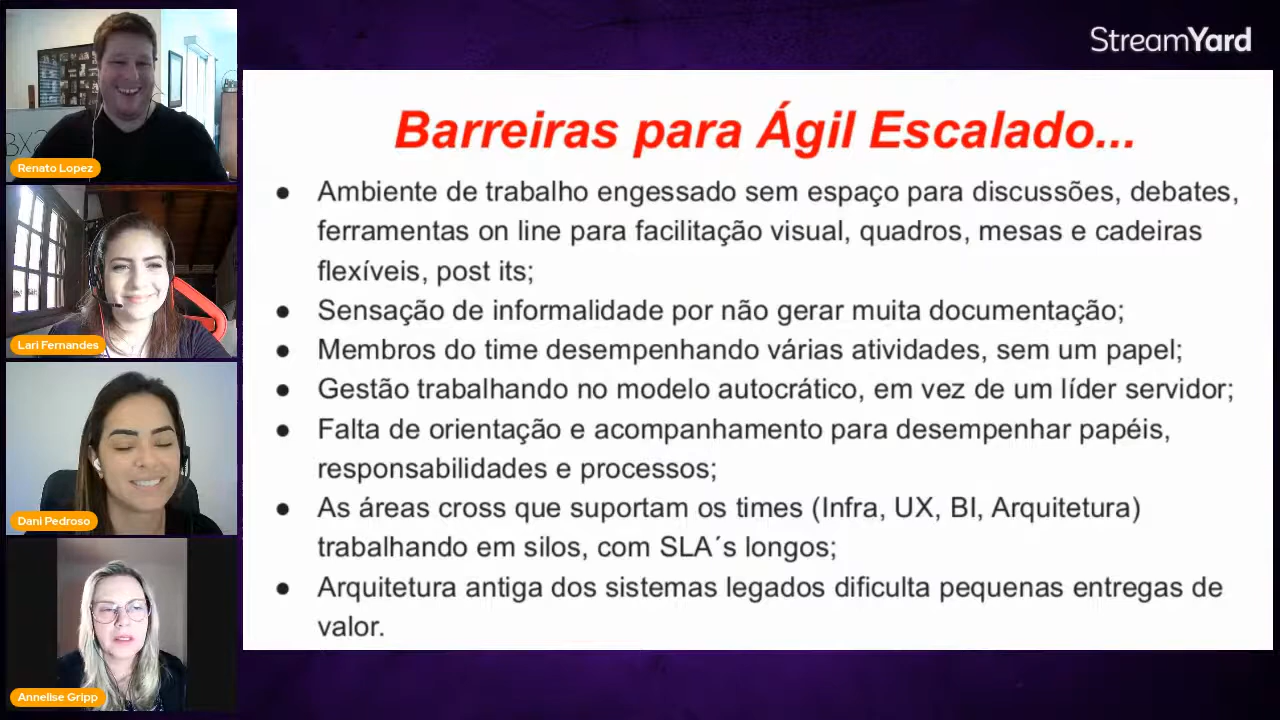 StreamYard
Barreiras para Ágil Escalado...
● Ambiente de trabalho engessado sem espaço para discussões, debates,
ferramentas on line para facilitação visual, quadros, mesas e cadeiras
flexíveis, post its;
● Sensação de informalidade por não gerar muita documentação;
● Membros do time desempenhando várias atividades, sem um papel;
● Gestão trabalhando no modelo autocrático, em vez de um líder servidor;
● Falta de orientação e acompanhamento para desempenhar papéis,
responsabilidades e processos;
● As áreas cross que suportam os times (Infra, UX, BI, Arquitetura)
trabalhando em silos, com SLA´s longos;
● Arquitetura antiga dos sistemas legados dificulta pequenas entregas de
valor.
Renato Lopez
Lari Fernandes
Dani Pedroso
Annelise Gripp